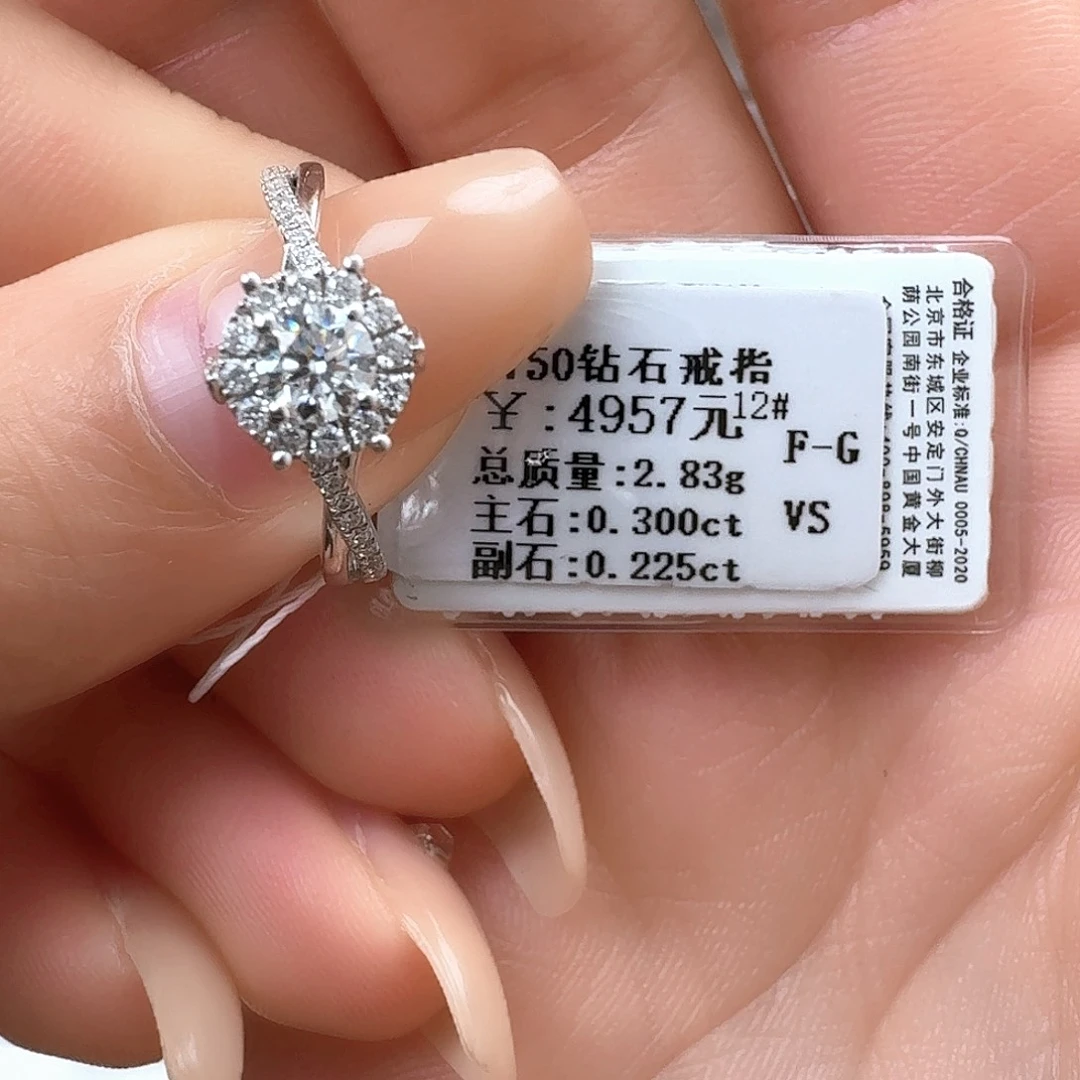 750钻石戒指
￥:4957元12#
F-G
总质量:2.83g
VS
主石:0.300ct
副石:0.225ct
合格证 企业标准:Q/CHNAU 0005-2020
北京市东城区安定门外大街柳
荫公园南街一号中国黄金大厦